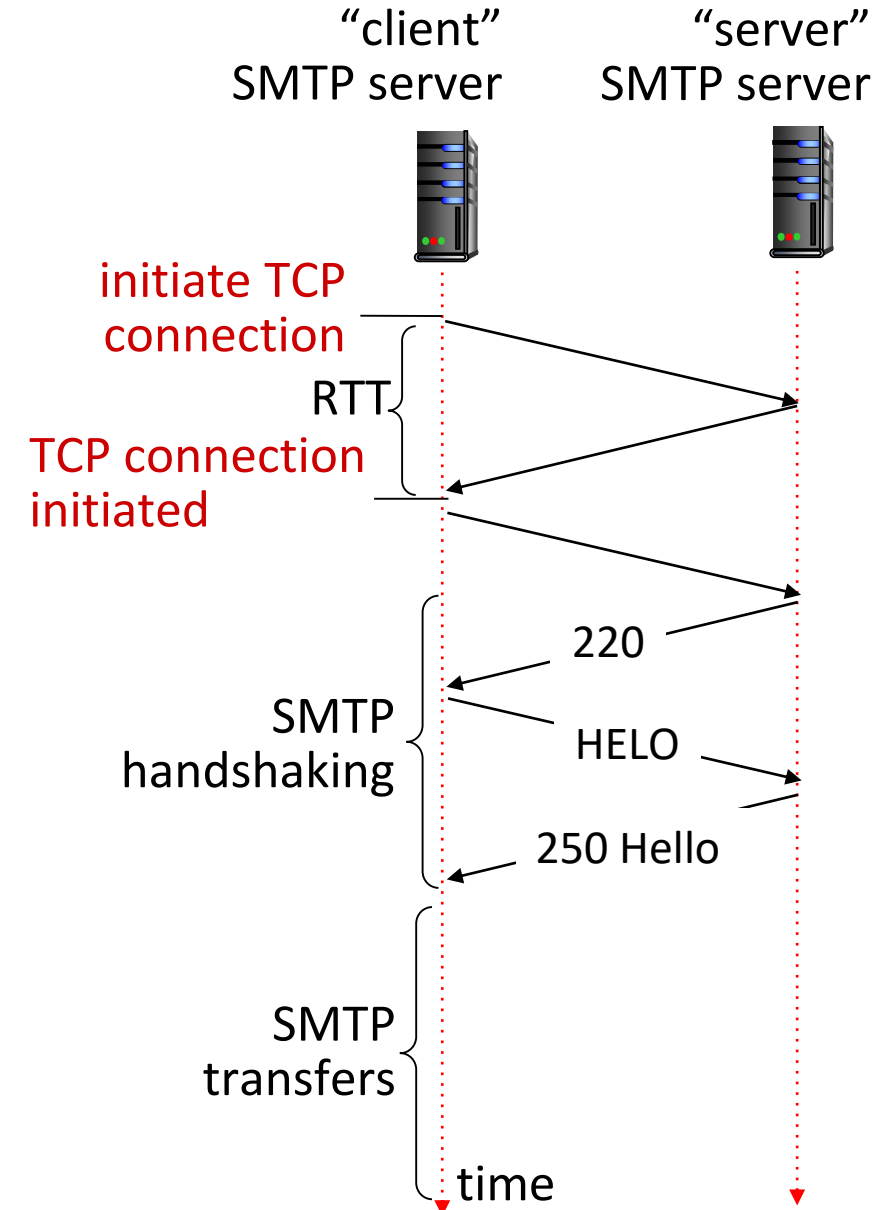 “client”
SMTP server
“server”
SMTP server
initiate TCP
connection
RTT
TCP connection
initiated
220
SMTP
handshaking
HELO
250 Hello
SMTP
transfers
time